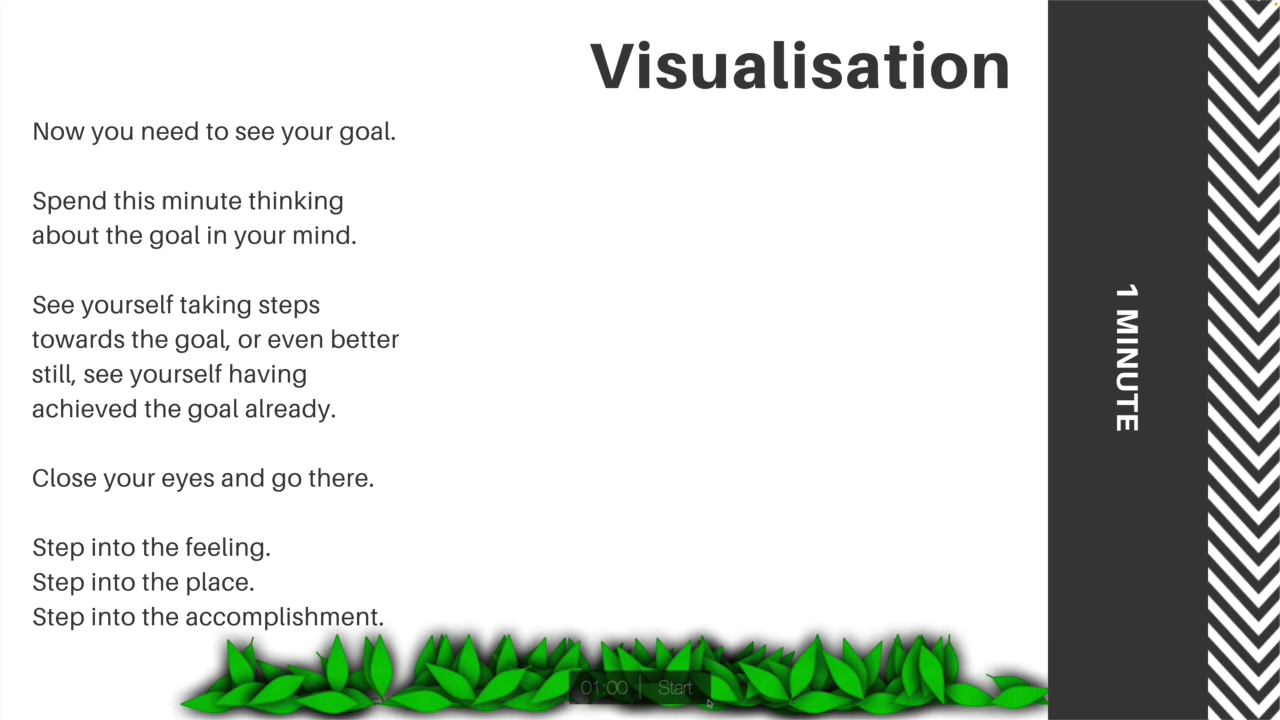 Visualisation
Now you need to see your goal.
Spend this minute thinking
about the goal in your mind.
See yourself taking steps
towards the goal, or even better
still, see yourself having
achieved the goal already.
Close your eyes and go there.
Step into the feeling.
Step into the place.
Step into the accomplishment.
01:00 | Start
1 MINUTE